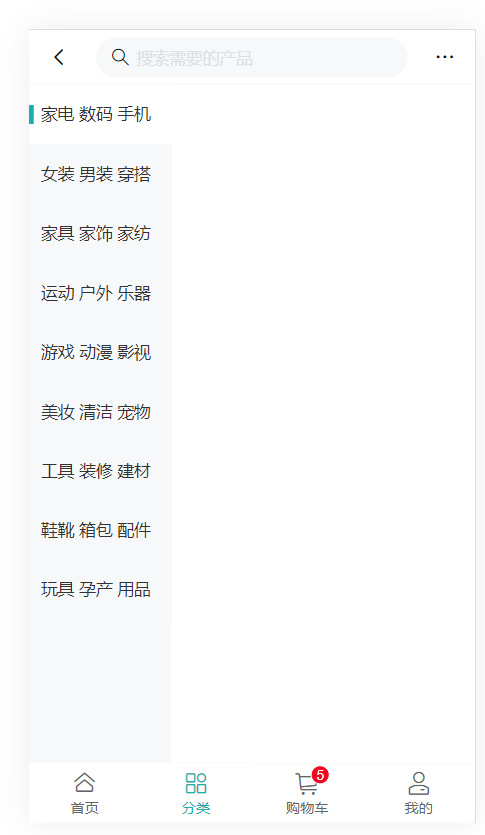 搜索需要的产品
家电 数码 手机
女装 男装 穿搭
家具 家饰 家纺
运动 户外 乐器
游戏 动漫 影视
美妆 清洁 宠物
工具 装修 建材
鞋靴 箱包 配件
玩具 孕产 用品
5
首页 分类 购物车 我的